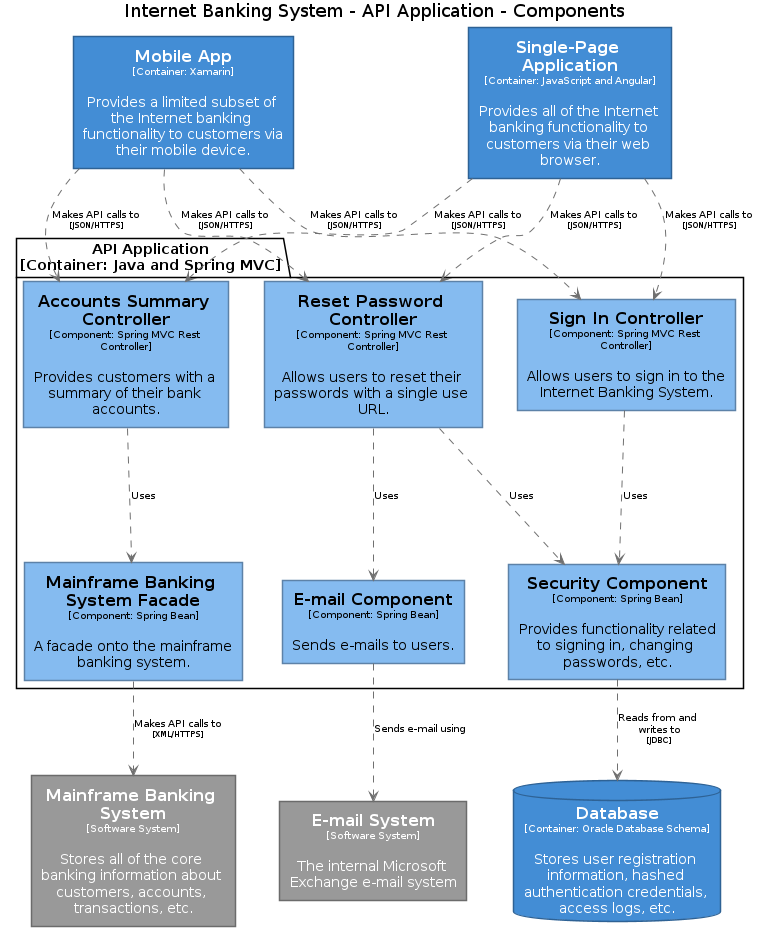 Internet Banking System - API Application - Components
Mobile App
[Container: Xamarin]
Provides a limited subset of
the Internet banking
functionality to customers via
their mobile device.
Single-Page
Application
[Container: JavaScript and Angular]
Provides all of the Internet
banking functionality to
customers via their web
browser.
Makes API calls to
[JSON/HTTPS]
Makes API calls to
[JSON/HTTPS]
Makes API calls to
[JSON/HTTPS]
Makes API calls to
[JSON/HTTPS]
Makes API calls to
[JSON/HTTPS]
Makes API calls to
[JSON/HTTPS]
API Application
[Container: Java and Spring MVC]
Accounts Summary
Controller
[Component: Spring MVC Rest
Controller]
Provides customers with a
summary of their bank
accounts.
Reset Password
Controller
[Component: Spring MVC Rest
Controller]
Allows users to reset their
passwords with a single use
URL.
Sign In Controller
[Component: Spring MVC Rest
Controller]
Allows users to sign in to the
Internet Banking System.
Uses
Uses
Uses
Uses
Mainframe Banking
System Facade
[Component: Spring Bean]
A facade onto the mainframe
banking system.
E-mail Component
[Component: Spring Bean]
Sends e-mails to users.
Security Component
[Component: Spring Bean]
Provides functionality related
to signing in, changing
passwords, etc.
Makes API calls to
[XML/HTTPS]
Sends e-mail using
Reads from and
writes to
[JDBC]
Mainframe Banking
System
[Software System]
Stores all of the core
banking information about
customers, accounts,
transactions, etc.
E-mail System
[Software System]
The internal Microsoft
Exchange e-mail system
Database
[Container: Oracle Database Schema]
Stores user registration
information, hashed
authentication credentials,
access logs, etc.